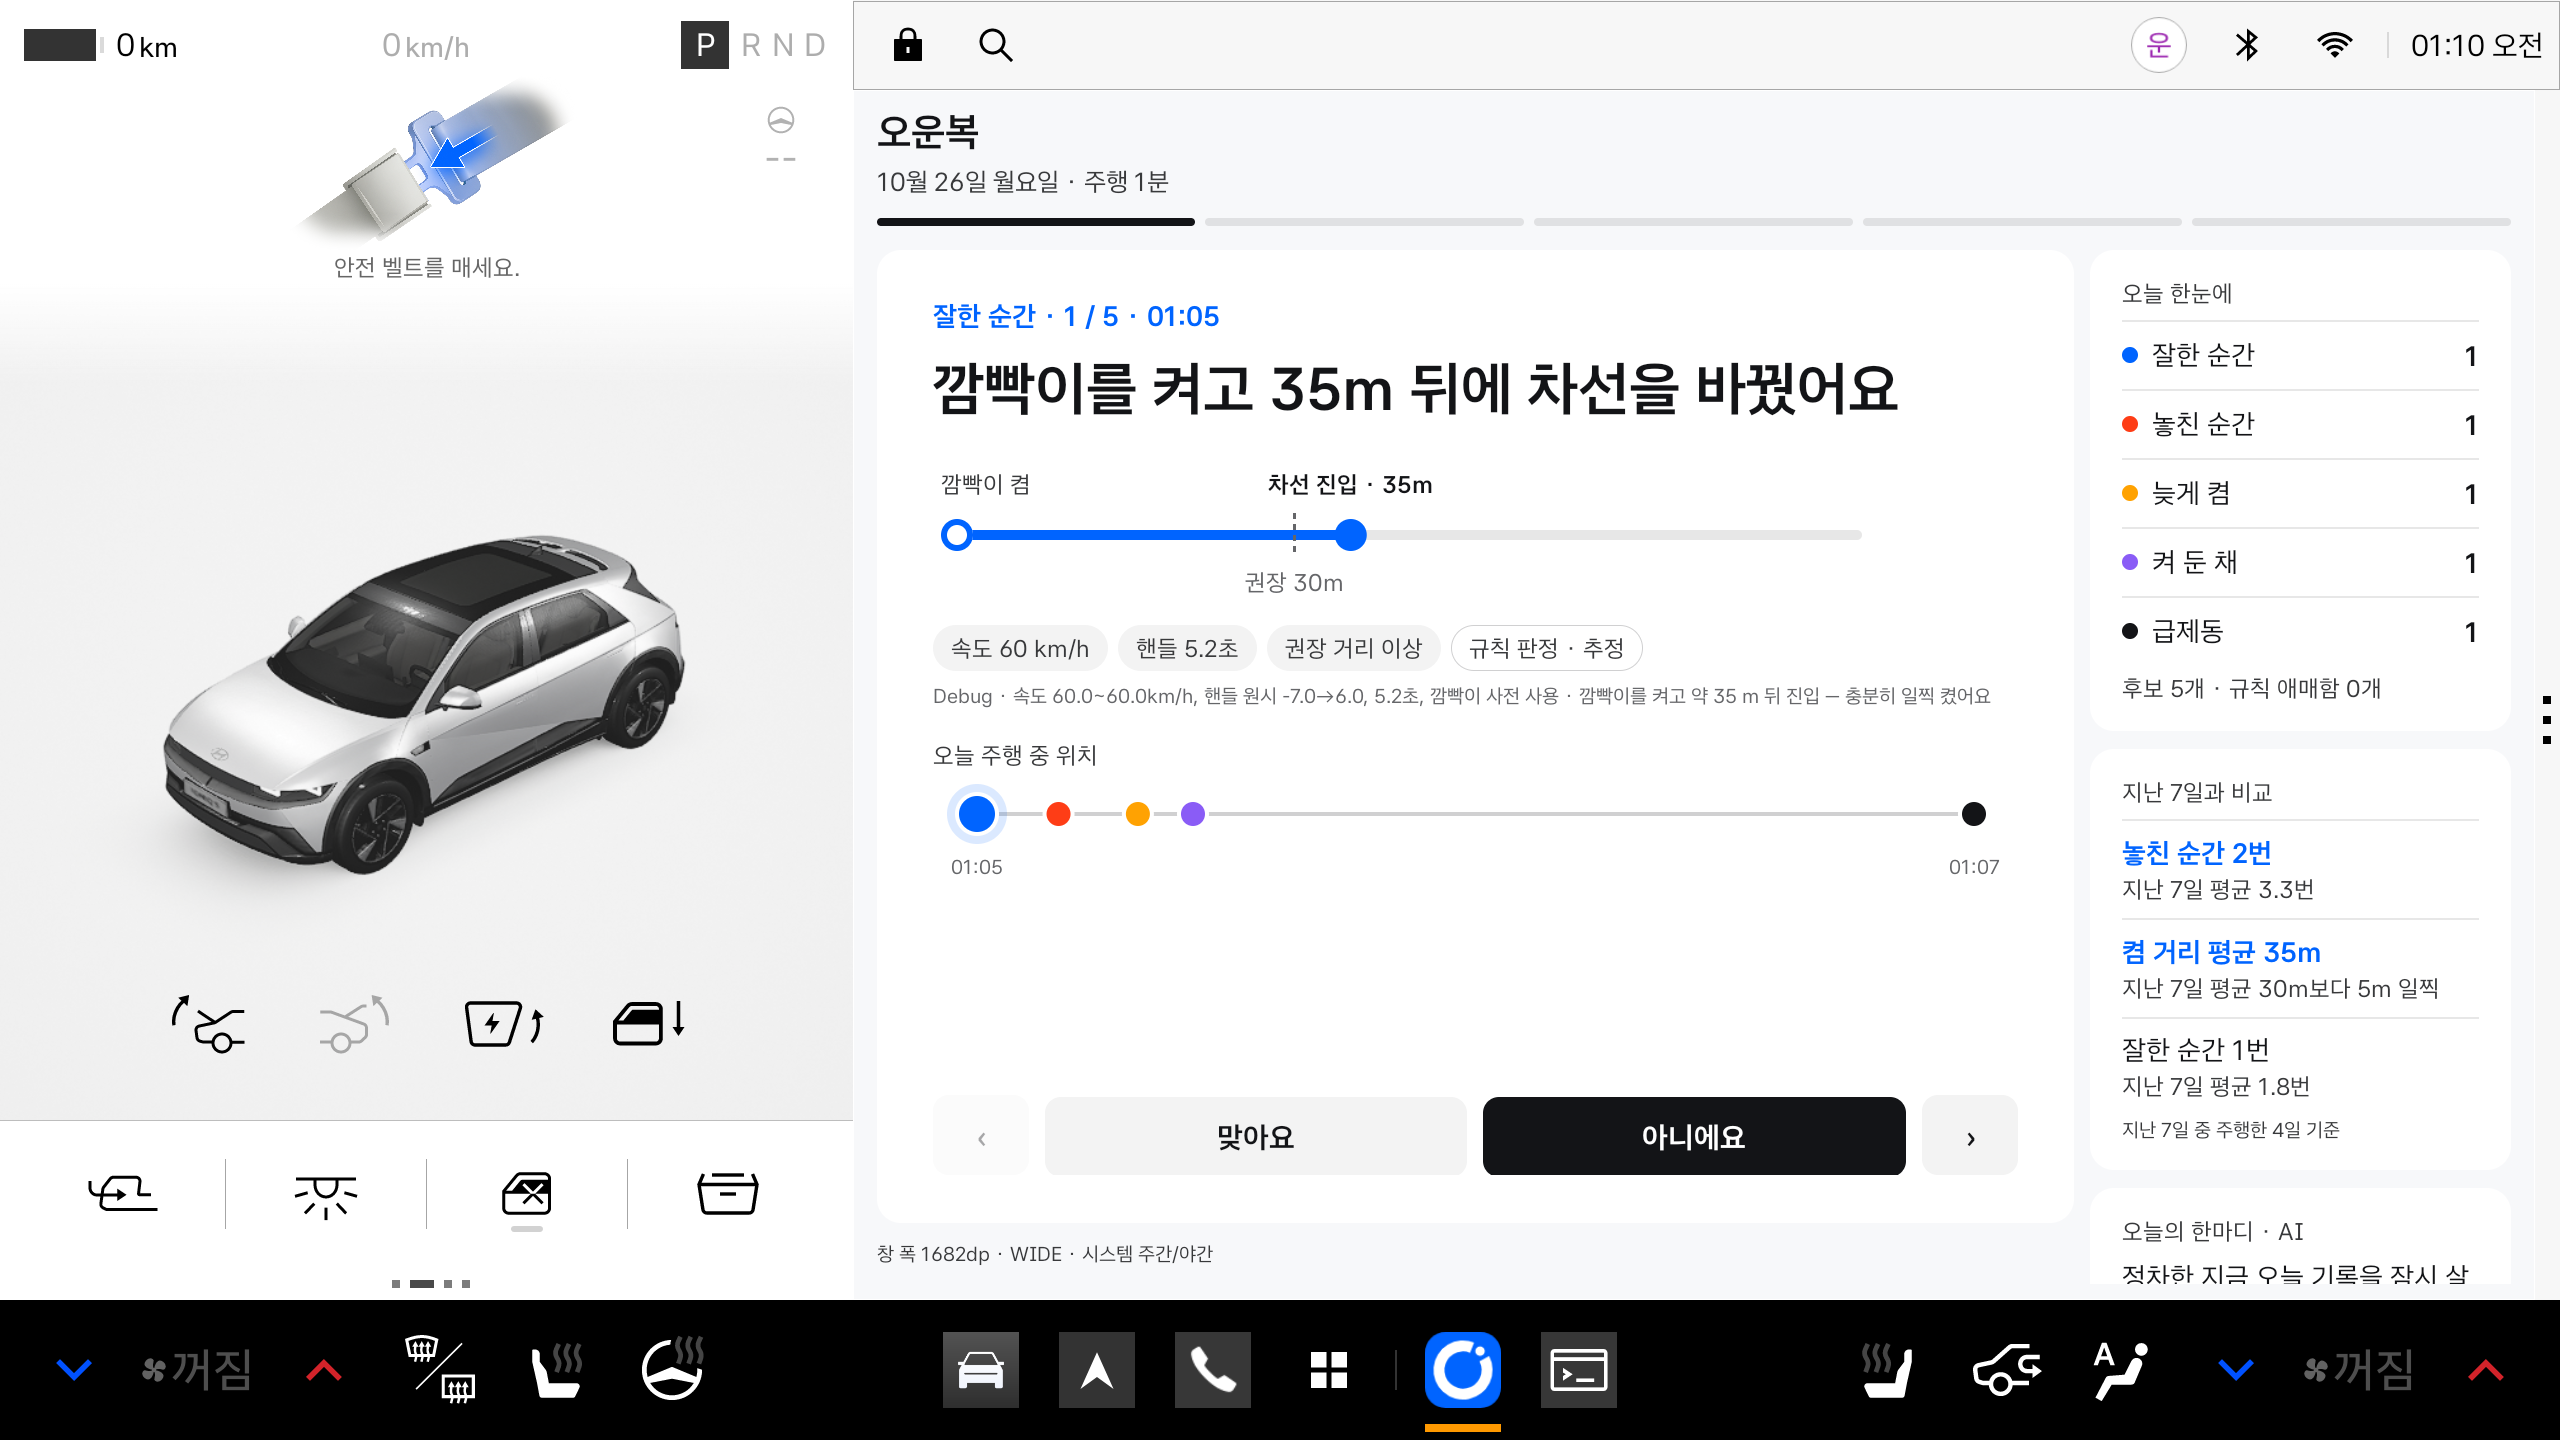 0 km
0 km/h
P R N D
운
01:10 오전
안전 벨트를 매세요.
오운복
10월 26일 월요일 · 주행 1분
잘한 순간 · 1 / 5 · 01:05
깜빡이를 켜고 35m 뒤에 차선을 바꿨어요
깜빡이 켬
차선 진입 · 35m
권장 30m
속도 60 km/h
핸들 5.2초
권장 거리 이상
규칙 판정 · 추정
Debug · 속도 60.0~60.0km/h, 핸들 원시 -7.0→6.0, 5.2초, 깜빡이 사전 사용 · 깜빡이를 켜고 약 35 m 뒤 진입 — 충분히 일찍 켰어요
오늘 주행 중 위치
01:05
01:07
‹
맞아요
아니에요
›
창 폭 1682dp · WIDE · 시스템 주간/야간
오늘 한눈에
잘한 순간 1
놓친 순간 1
늦게 켬 1
켜 둔 채 1
급제동 1
후보 5개 · 규칙 애매함 0개
지난 7일과 비교
놓친 순간 2번
지난 7일 평균 3.3번
켬 거리 평균 35m
지난 7일 평균 30m보다 5m 일찍
잘한 순간 1번
지난 7일 평균 1.8번
지난 7일 중 주행한 4일 기준
오늘의 한마디 · AI
정차한 지금 오늘 기록을 잠시 살
꺼짐
A
꺼짐